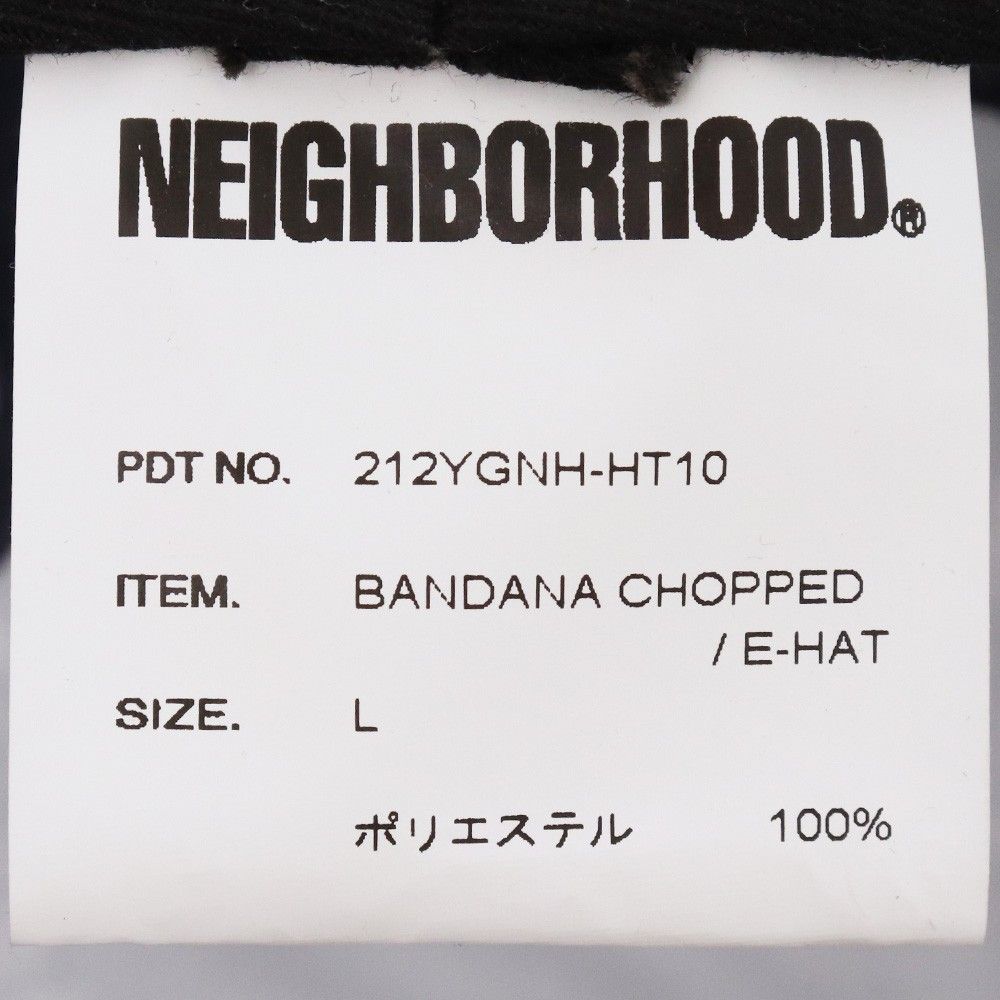 NEIGHBORHOOD®
PDT NO. 212YGNH-HT10
ITEM. BANDANA CHOPPED
/ E-HAT
SIZE. L
ポリエステル 100%